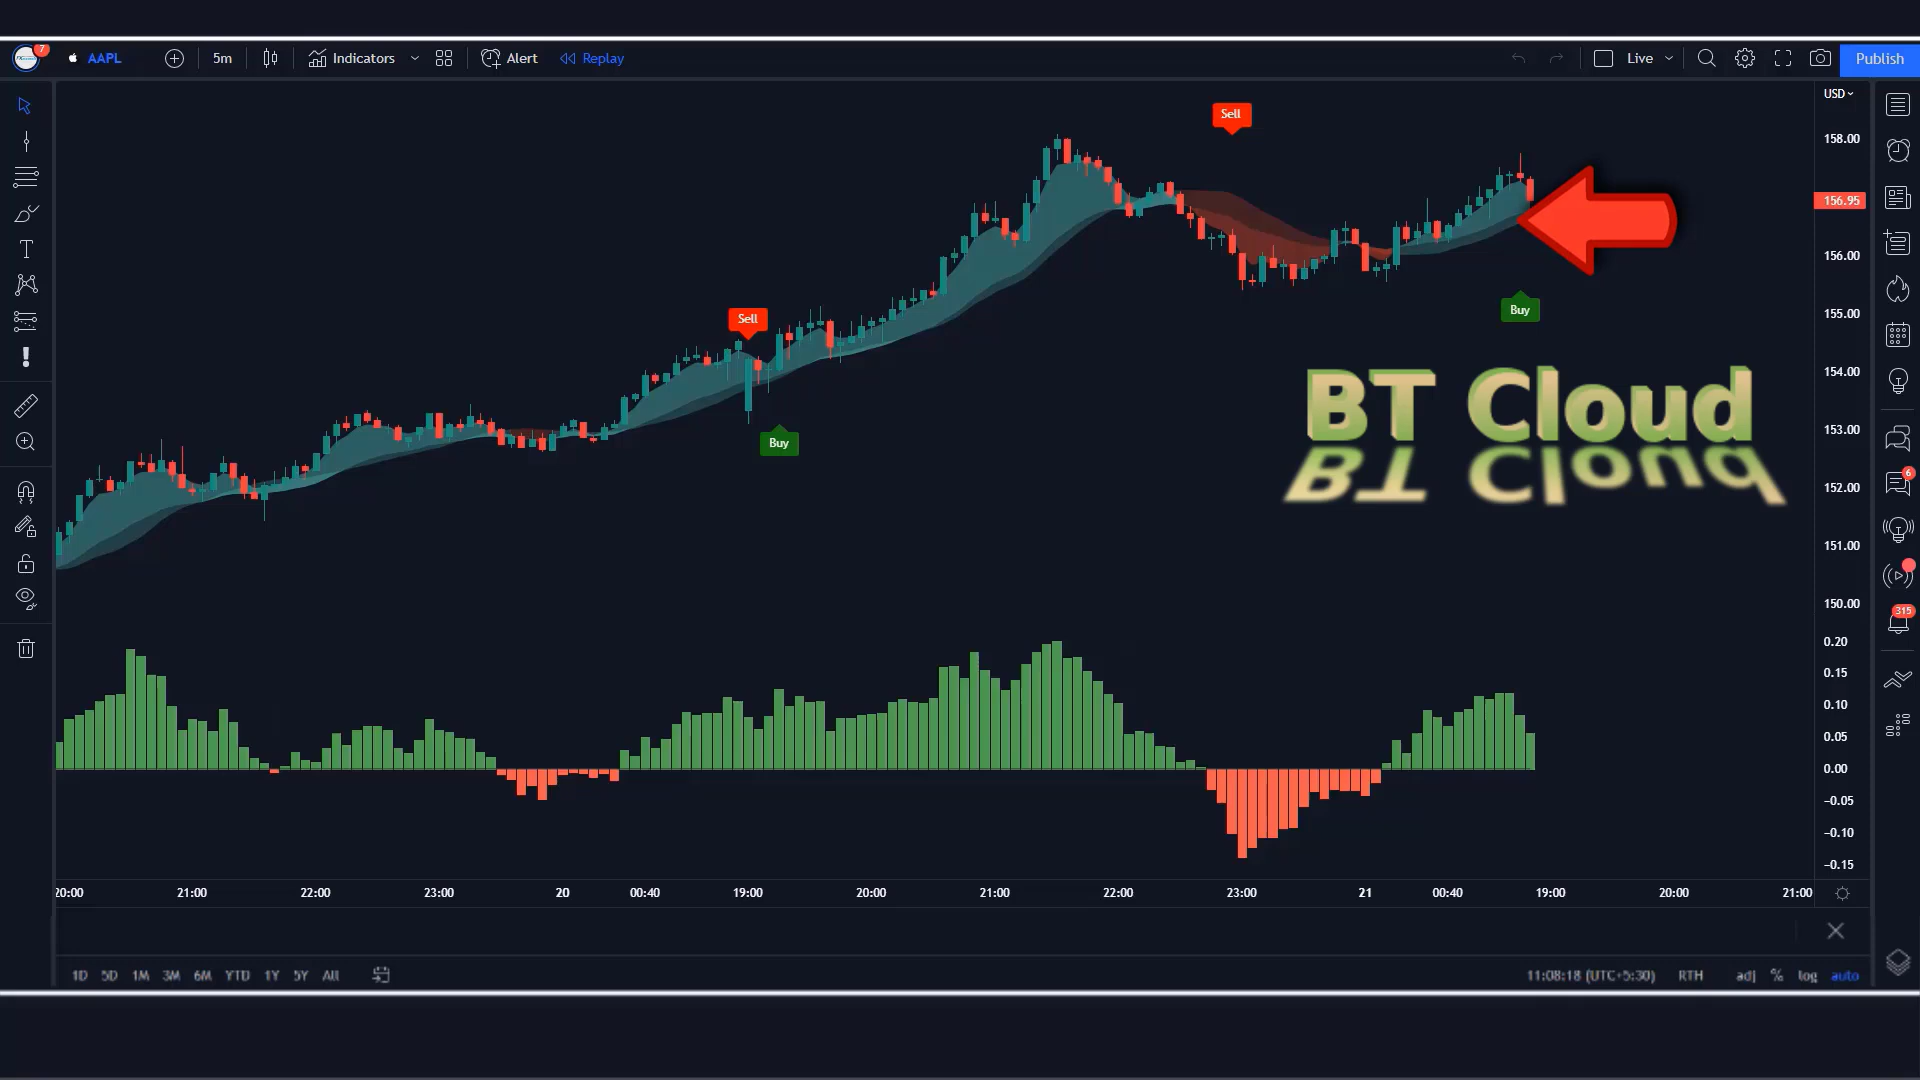 7
AAPL
5m
Indicators
Alert
Replay
Live
Publish
USD
158.00
156.95
156.00
155.00
154.00
153.00
152.00
151.00
150.00
Sell
Sell
Buy
Buy
BT Cloud
BT Cloud
6
315
0.20
0.15
0.10
0.05
0.00
−0.05
−0.10
−0.15
20:00
21:00
22:00
23:00
20
00:40
19:00
20:00
21:00
22:00
23:00
21
00:40
19:00
20:00
21:00
1D
5D
1M
3M
6M
YTD
1Y
5Y
All
11:08:18 (UTC+5:30)
RTH
adj
%
log
auto